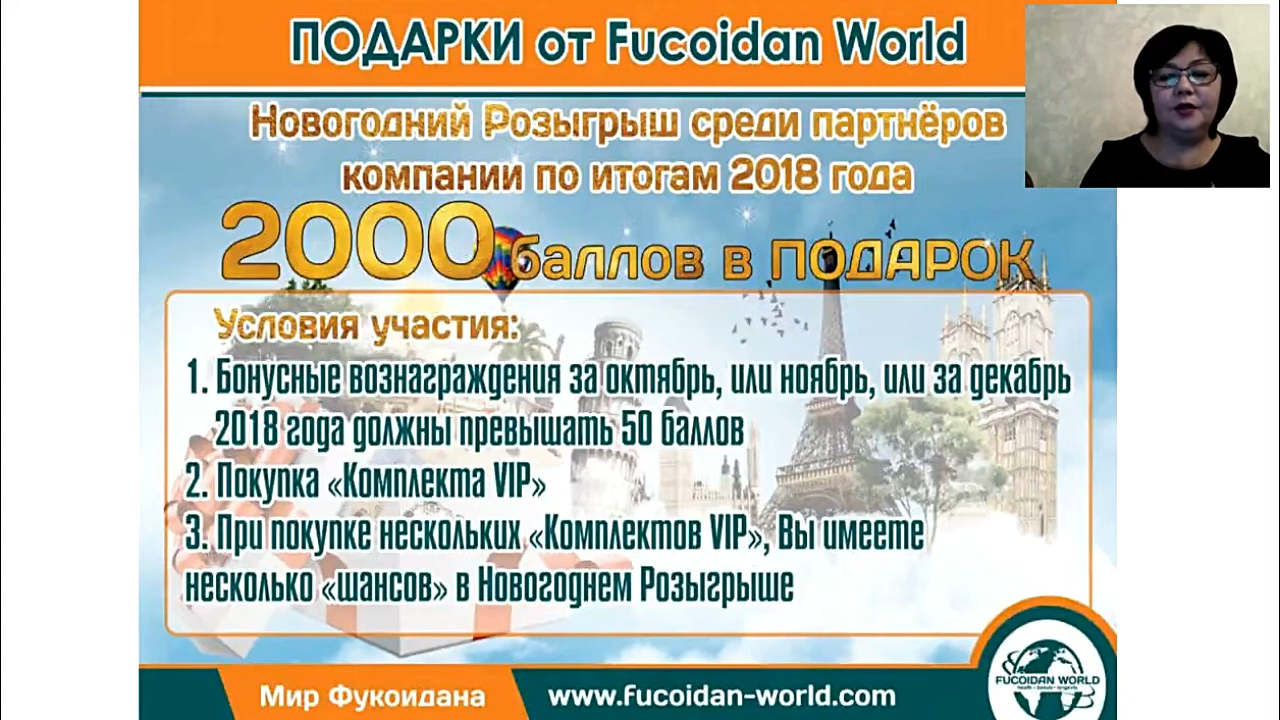 ПОДАРКИ от Fucoidan World
Новогодний Розыгрыш среди партнёров
компании по итогам 2018 года
2000 баллов в ПОДАРОК
Условия участия:
1. Бонусные вознаграждения за октябрь, или ноябрь, или за декабрь
2018 года должны превышать 50 баллов
2. Покупка «Комплекта VIP»
3. При покупке нескольких «Комплектов VIP», Вы имеете
несколько «шансов» в Новогоднем Розыгрыше
FUCOIDAN WORLD
Мир Фукоидана
www.fucoidan-world.com